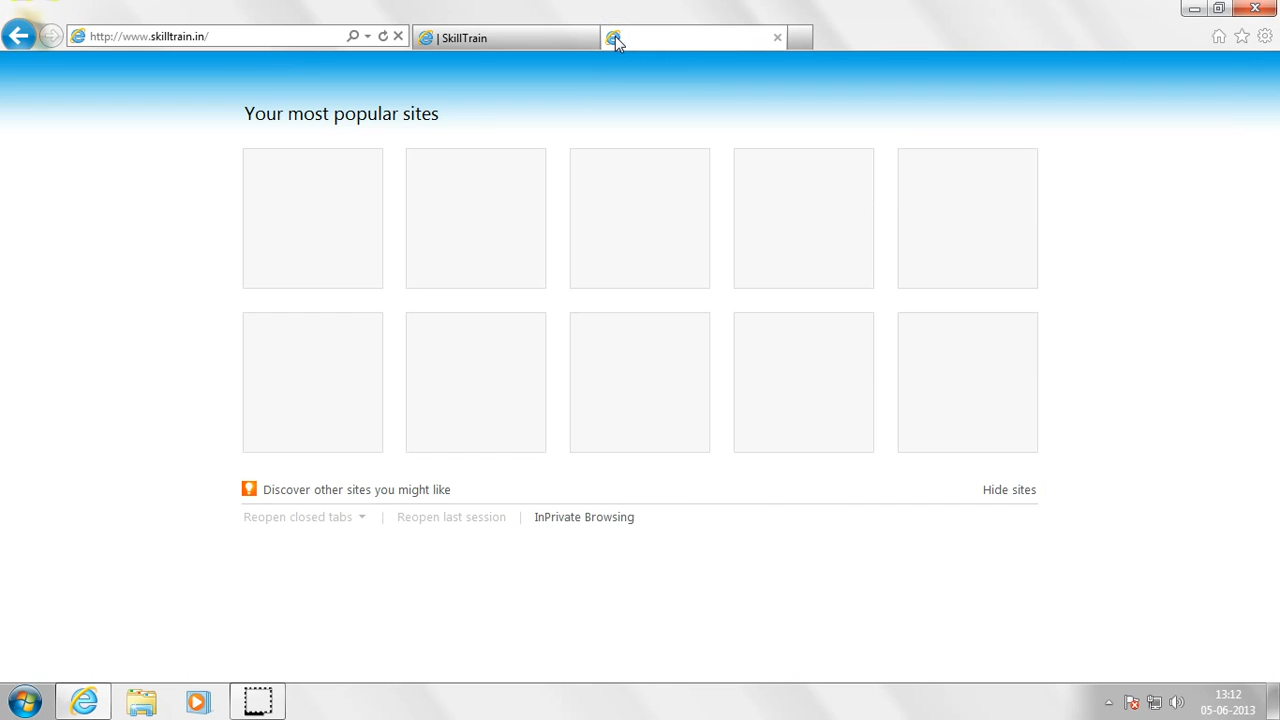 http://www.skilltrain.in/
| SkillTrain
Your most popular sites
Discover other sites you might like
Hide sites
Reopen closed tabs | Reopen last session | InPrivate Browsing
13:12
05-06-2013